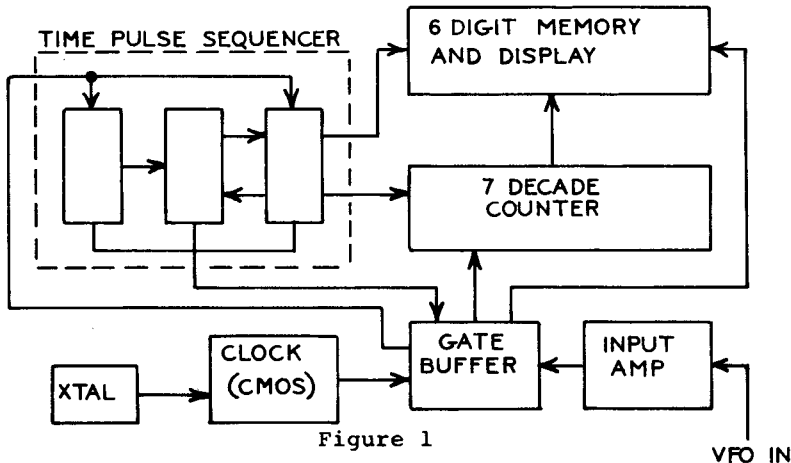 TIME PULSE SEQUENCER
6 DIGIT MEMORY
AND DISPLAY
7 DECADE
COUNTER
GATE
BUFFER
INPUT
AMP
CLOCK
(CMOS)
XTAL
Figure 1
VFO IN